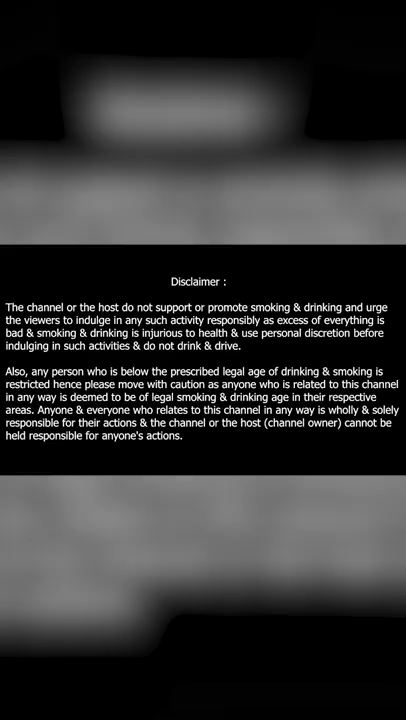 Disclaimer :
The channel or the host do not support or promote smoking & drinking and urge
the viewers to indulge in any such activity responsibly as excess of everything is
bad & smoking & drinking is injurious to health & use personal discretion before
indulging in such activities & do not drink & drive.
Also, any person who is below the prescribed legal age of drinking & smoking is
restricted hence please move with caution as anyone who is related to this channel
in any way is deemed to be of legal smoking & drinking age in their respective
areas. Anyone & everyone who relates to this channel in any way is wholly & solely
responsible for their actions & the channel or the host (channel owner) cannot be
held responsible for anyone's actions.